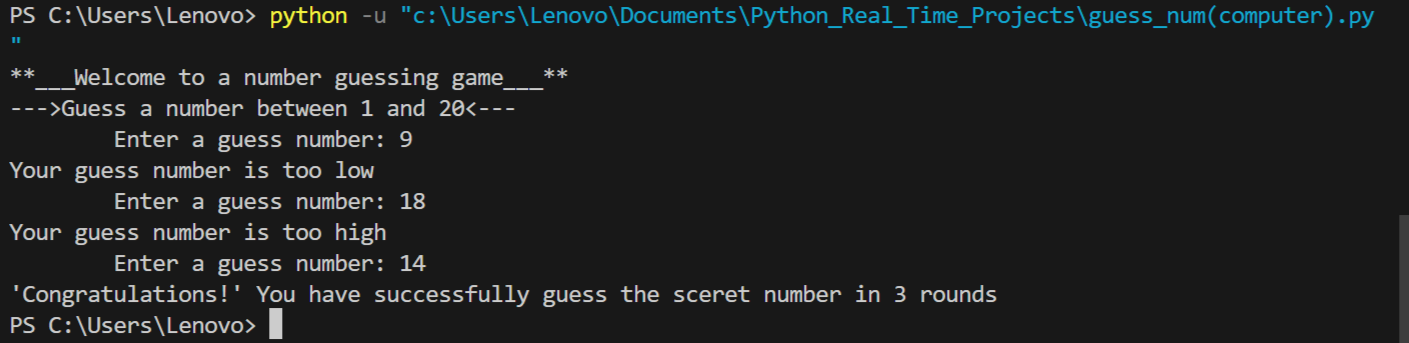 PS C:\Users\Lenovo> python -u "c:\Users\Lenovo\Documents\Python_Real_Time_Projects\guess_num(computer).py
"
**___Welcome to a number guessing game___**
--->Guess a number between 1 and 20<---
        Enter a guess number: 9
Your guess number is too low
        Enter a guess number: 18
Your guess number is too high
        Enter a guess number: 14
'Congratulations!' You have successfully guess the sceret number in 3 rounds
PS C:\Users\Lenovo>